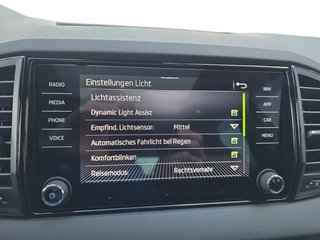 Einstellungen Licht
RADIO
MEDIA
PHONE
VOICE
Lichtassistenz
Dynamic Light Assist
Empfind. Lichtsensor: Mittel
Automatisches Fahrlicht bei Regen
Komfortblinken
Reisemodus: Rechtsverkehr
NAV
APP
CAR
MENU